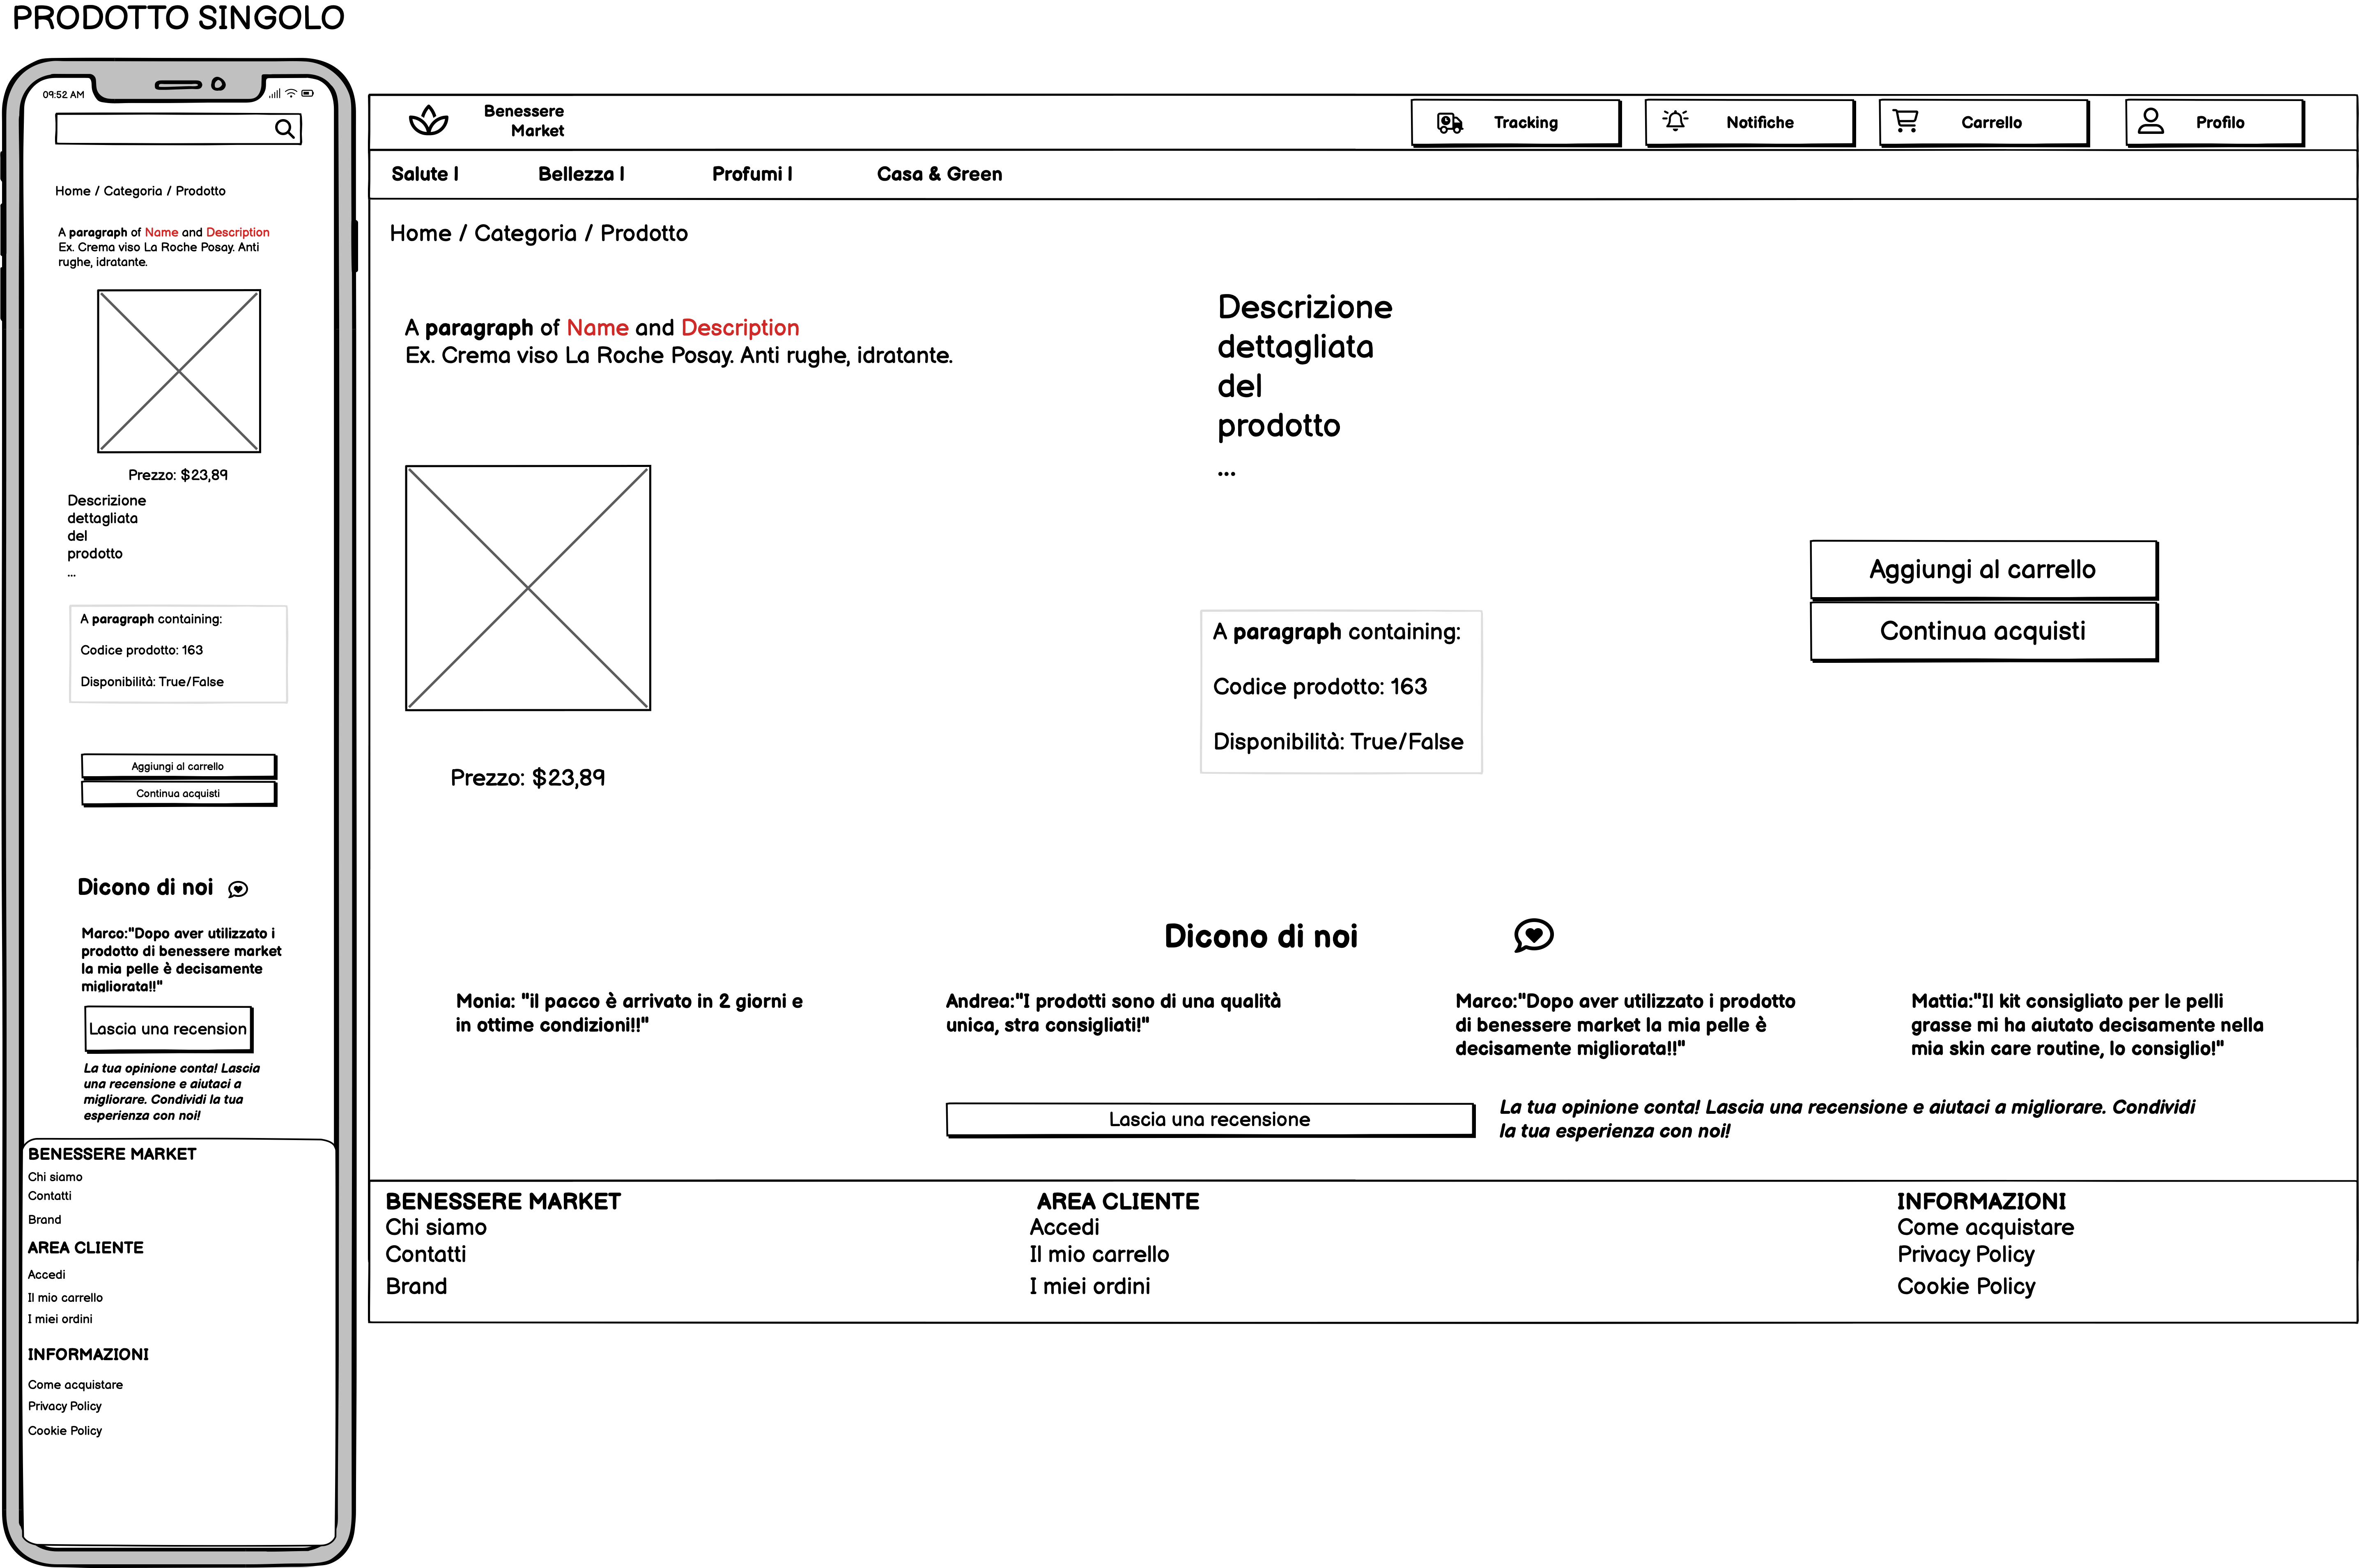 PRODOTTO SINGOLO
09:52 AM
Home / Categoria / Prodotto
A paragraph of Name and Description
Ex. Crema viso La Roche Posay. Anti
rughe, idratante.
Prezzo: $23,89
Descrizione
dettagliata
del
prodotto
...
A paragraph containing:
Codice prodotto: 163
Disponibilità: True/False
Aggiungi al carrello
Continua acquisti
Dicono di noi
Marco:"Dopo aver utilizzato i
prodotto di benessere market
la mia pelle è decisamente
migliorata!!"
Lascia una recension
La tua opinione conta! Lascia
una recensione e aiutaci a
migliorare. Condividi la tua
esperienza con noi!
BENESSERE MARKET
Chi siamo
Contatti
Brand
AREA CLIENTE
Accedi
Il mio carrello
I miei ordini
INFORMAZIONI
Come acquistare
Privacy Policy
Cookie Policy
Benessere
Market
Tracking
Notifiche
Carrello
Profilo
Salute |
Bellezza |
Profumi |
Casa & Green
Home / Categoria / Prodotto
A paragraph of Name and Description
Ex. Crema viso La Roche Posay. Anti rughe, idratante.
Prezzo: $23,89
Descrizione
dettagliata
del
prodotto
...
A paragraph containing:
Codice prodotto: 163
Disponibilità: True/False
Aggiungi al carrello
Continua acquisti
Dicono di noi
Monia: "il pacco è arrivato in 2 giorni e
in ottime condizioni!!"
Andrea:"I prodotti sono di una qualità
unica, stra consigliati!"
Marco:"Dopo aver utilizzato i prodotto
di benessere market la mia pelle è
decisamente migliorata!!"
Mattia:"Il kit consigliato per le pelli
grasse mi ha aiutato decisamente nella
mia skin care routine, lo consiglio!"
Lascia una recensione
La tua opinione conta! Lascia una recensione e aiutaci a migliorare. Condividi
la tua esperienza con noi!
BENESSERE MARKET
Chi siamo
Contatti
Brand
AREA CLIENTE
Accedi
Il mio carrello
I miei ordini
INFORMAZIONI
Come acquistare
Privacy Policy
Cookie Policy